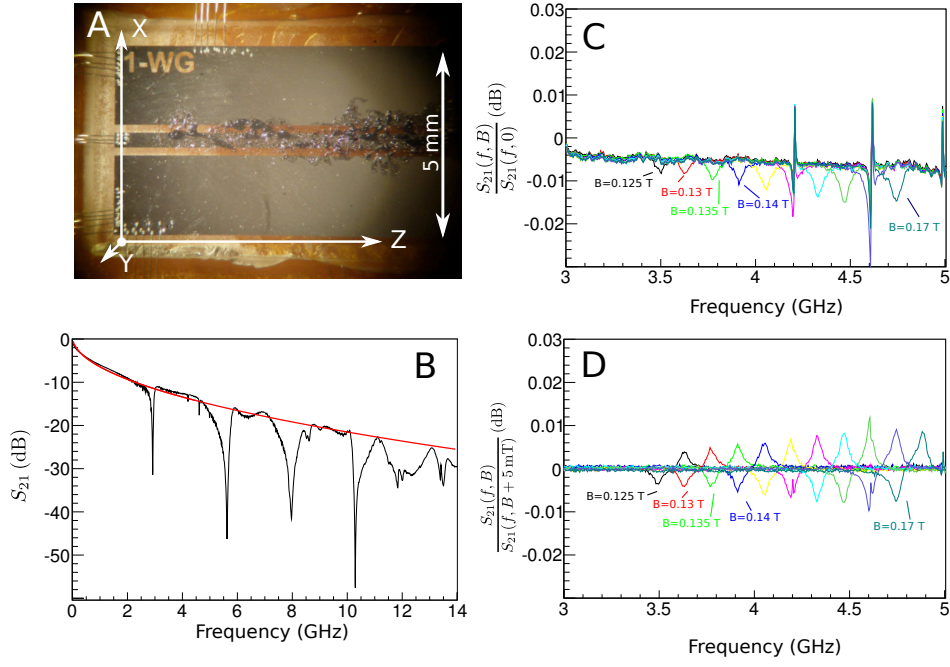 A
X
1-WG
5 mm
Z
Y
B
0
-10
-20
-30
-40
-50
S21 (dB)
0 2 4 6 8 10 12 14
Frequency (GHz)
C
0.03
0.01
0
-0.01
-0.02
S21(f, B) / S21(f, 0) (dB)
B=0.125 T
B=0.13 T
B=0.135 T
B=0.14 T
B=0.17 T
3 3.5 4 4.5 5
Frequency (GHz)
D
0.03
0.01
0
-0.01
-0.02
S21(f, B) / S21(f, B + 5 mT) (dB)
B=0.125 T
B=0.13 T
B=0.135 T
B=0.14 T
B=0.17 T
3 3.5 4 4.5 5
Frequency (GHz)